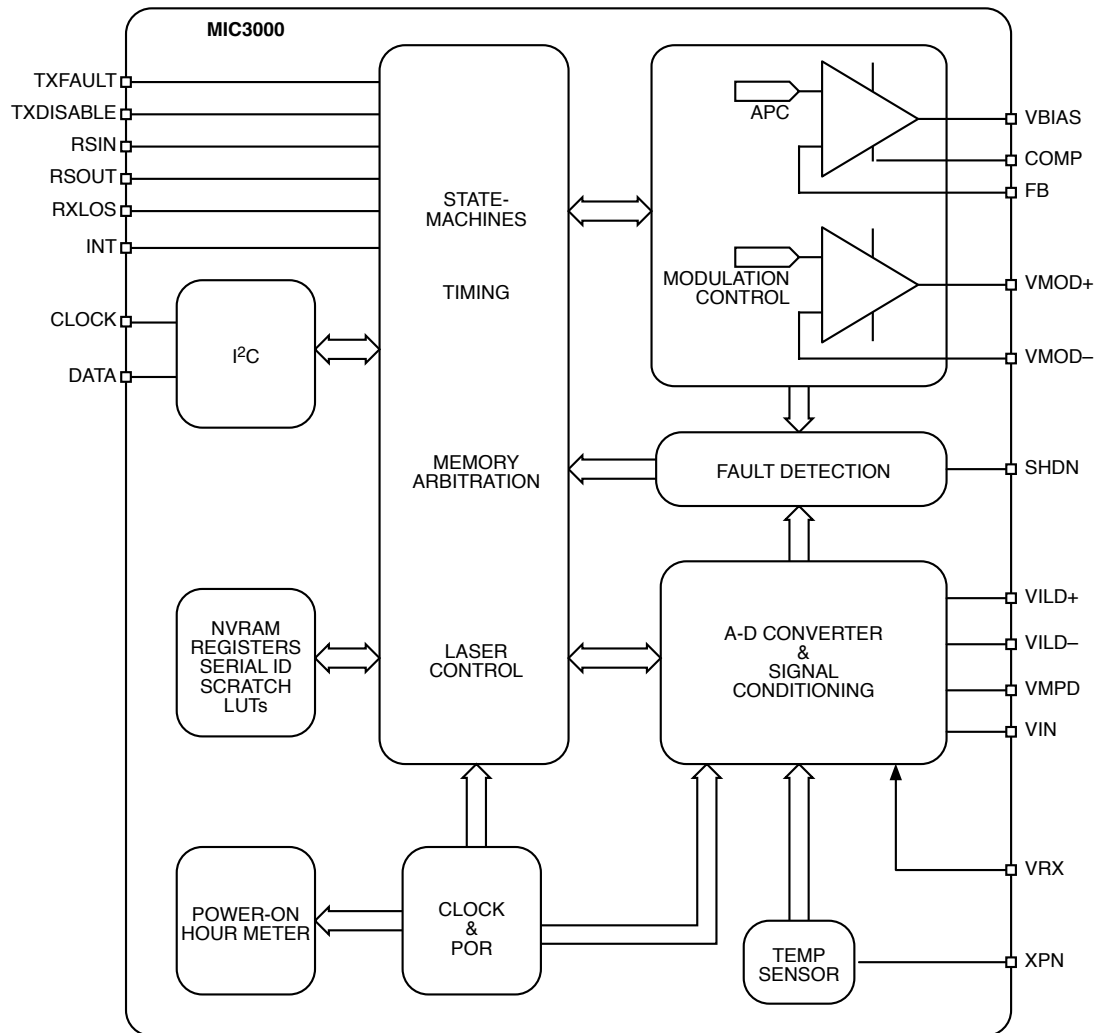 MIC3000
TXFAULT
TXDISABLE
RSIN
RSOUT
RXLOS
INT
CLOCK
DATA
I²C
STATE-
MACHINES
TIMING
MEMORY
ARBITRATION
LASER
CONTROL
APC
MODULATION
CONTROL
VBIAS
COMP
FB
VMOD+
VMOD–
FAULT DETECTION
SHDN
NVRAM
REGISTERS
SERIAL ID
SCRATCH
LUTs
A-D CONVERTER
&
SIGNAL
CONDITIONING
VILD+
VILD–
VMPD
VIN
POWER-ON
HOUR METER
CLOCK
&
POR
TEMP
SENSOR
VRX
XPN